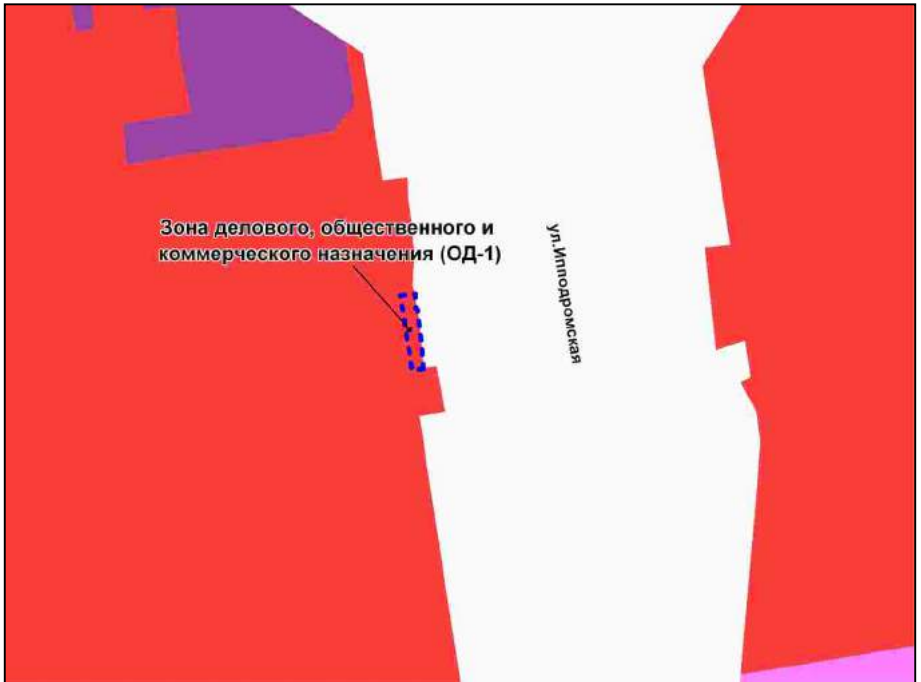 Зона делового, общественного и
коммерческого назначения (ОД-1)
ул.Ипподромская